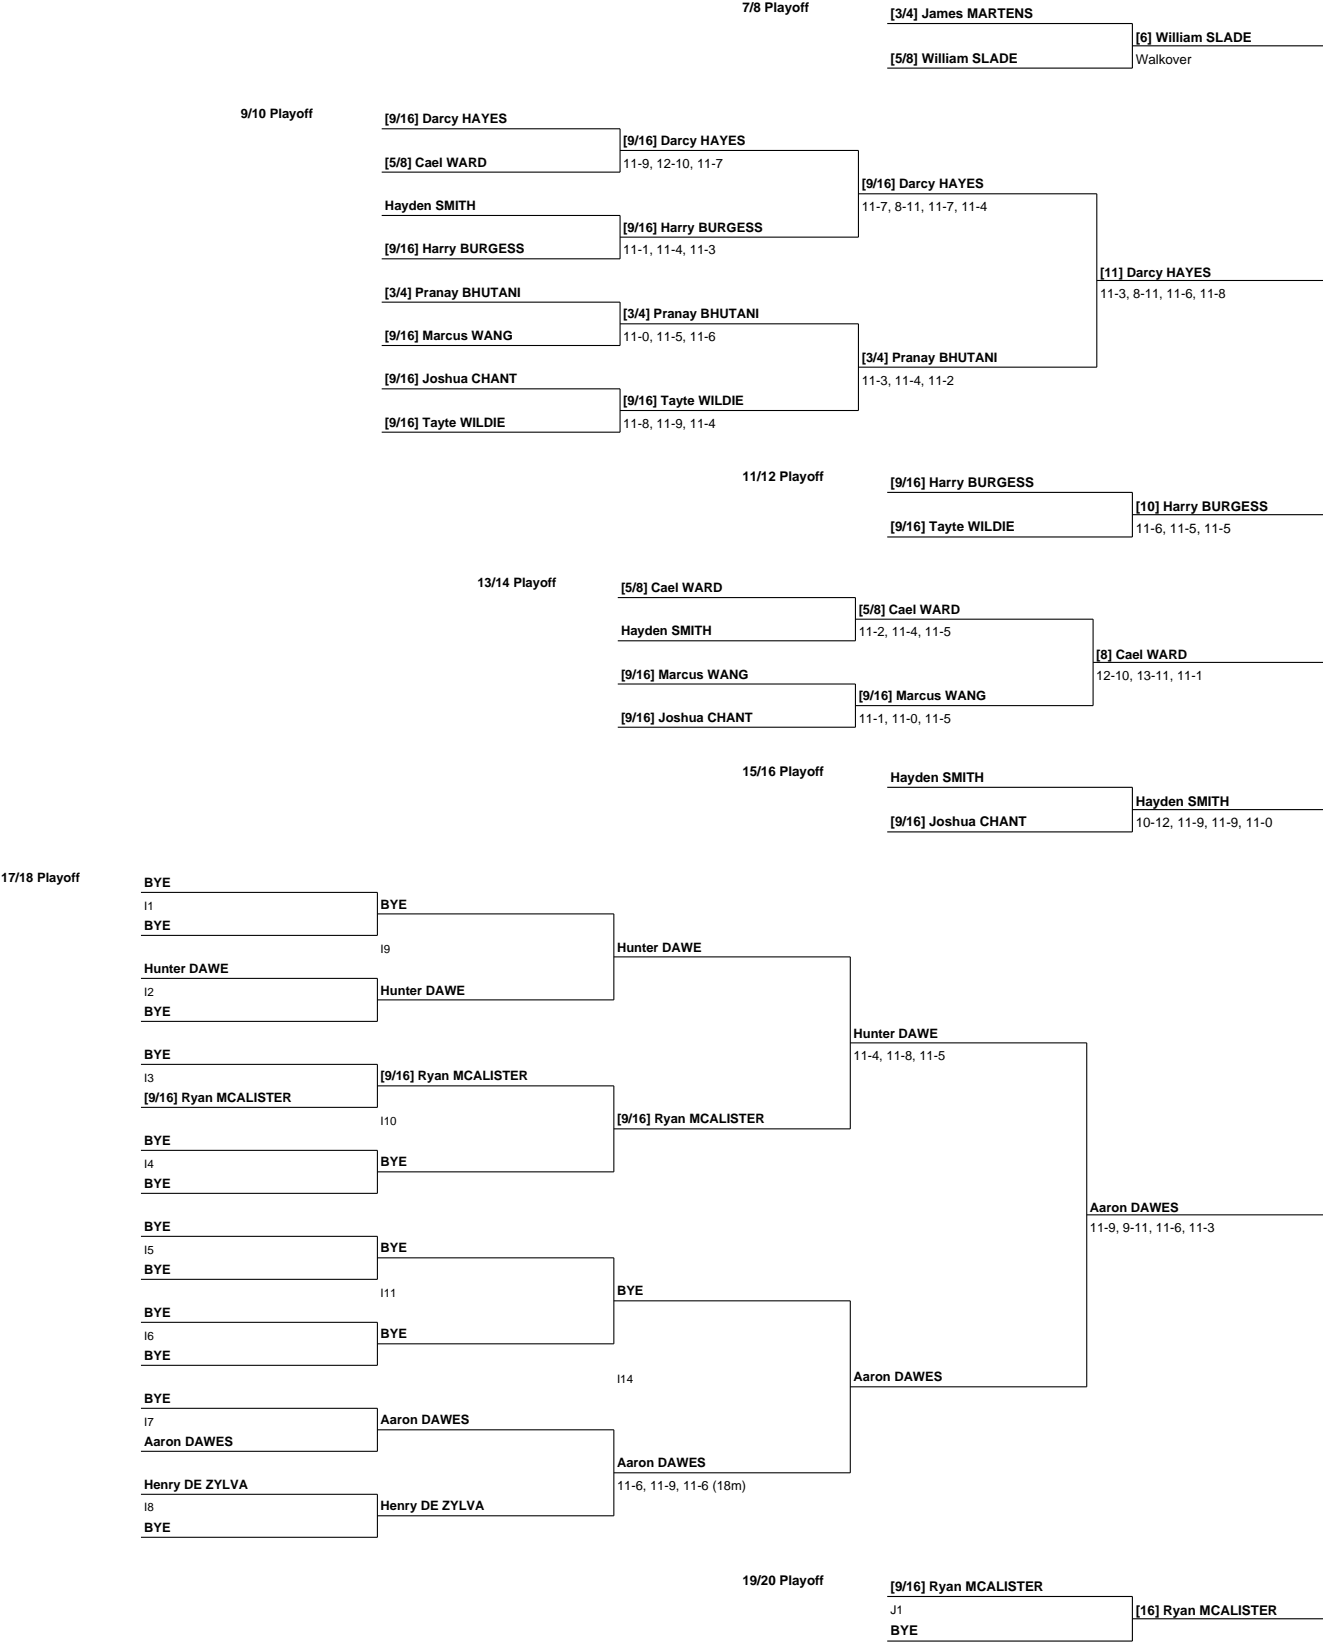 7/8 Playoff
[3/4] James MARTENS
[6] William SLADE
[5/8] William SLADE
Walkover
9/10 Playoff
[9/16] Darcy HAYES
[9/16] Darcy HAYES
[5/8] Cael WARD
11-9, 12-10, 11-7
[9/16] Darcy HAYES
Hayden SMITH
11-7, 8-11, 11-7, 11-4
[9/16] Harry BURGESS
[9/16] Harry BURGESS
11-1, 11-4, 11-3
[11] Darcy HAYES
[3/4] Pranay BHUTANI
11-3, 8-11, 11-6, 11-8
[3/4] Pranay BHUTANI
[9/16] Marcus WANG
11-0, 11-5, 11-6
[3/4] Pranay BHUTANI
[9/16] Joshua CHANT
11-3, 11-4, 11-2
[9/16] Tayte WILDIE
[9/16] Tayte WILDIE
11-8, 11-9, 11-4
11/12 Playoff
[9/16] Harry BURGESS
[10] Harry BURGESS
[9/16] Tayte WILDIE
11-6, 11-5, 11-5
13/14 Playoff
[5/8] Cael WARD
[5/8] Cael WARD
Hayden SMITH
11-2, 11-4, 11-5
[8] Cael WARD
[9/16] Marcus WANG
12-10, 13-11, 11-1
[9/16] Marcus WANG
[9/16] Joshua CHANT
11-1, 11-0, 11-5
15/16 Playoff
Hayden SMITH
Hayden SMITH
[9/16] Joshua CHANT
10-12, 11-9, 11-9, 11-0
17/18 Playoff
BYE
I1
BYE
BYE
I9
Hunter DAWE
Hunter DAWE
I2
Hunter DAWE
BYE
Hunter DAWE
BYE
11-4, 11-8, 11-5
I3
[9/16] Ryan MCALISTER
[9/16] Ryan MCALISTER
I10
[9/16] Ryan MCALISTER
BYE
I4
BYE
BYE
Aaron DAWES
BYE
11-9, 9-11, 11-6, 11-3
I5
BYE
BYE
I11
BYE
BYE
I6
BYE
BYE
I14
Aaron DAWES
BYE
I7
Aaron DAWES
Aaron DAWES
Aaron DAWES
Henry DE ZYLVA
11-6, 11-9, 11-6 (18m)
I8
Henry DE ZYLVA
BYE
19/20 Playoff
[9/16] Ryan MCALISTER
J1
[16] Ryan MCALISTER
BYE